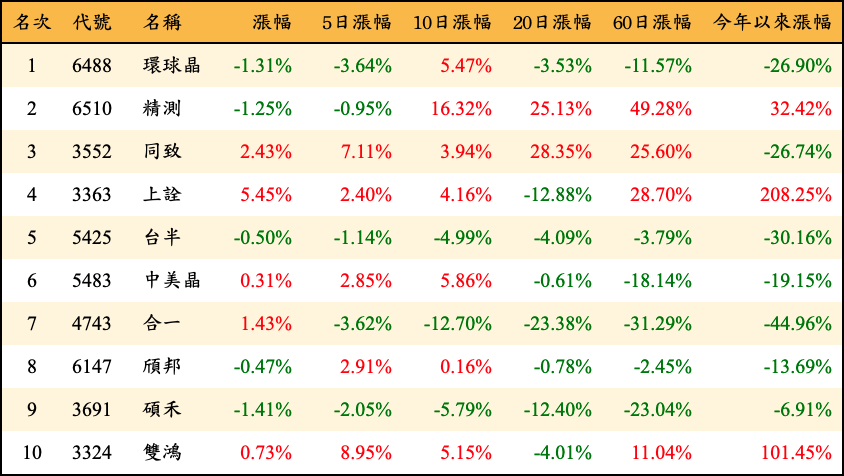 名次 代號 名稱 漲幅 5日漲幅 10日漲幅 20日漲幅 60日漲幅 今年以來漲幅
1 6488 環球晶 -1.31% -3.64% 5.47% -3.53% -11.57% -26.90%
2 6510 精測 -1.25% -0.95% 16.32% 25.13% 49.28% 32.42%
3 3552 同致 2.43% 7.11% 3.94% 28.35% 25.60% -26.74%
4 3363 上詮 5.45% 2.40% 4.16% -12.88% 28.70% 208.25%
5 5425 台半 -0.50% -1.14% -4.99% -4.09% -3.79% -30.16%
6 5483 中美晶 0.31% 2.85% 5.86% -0.61% -18.14% -19.15%
7 4743 合一 1.43% -3.62% -12.70% -23.38% -31.29% -44.96%
8 6147 頎邦 -0.47% 2.91% 0.16% -0.78% -2.45% -13.69%
9 3691 碩禾 -1.41% -2.05% -5.79% -12.40% -23.04% -6.91%
10 3324 雙鴻 0.73% 8.95% 5.15% -4.01% 11.04% 101.45%